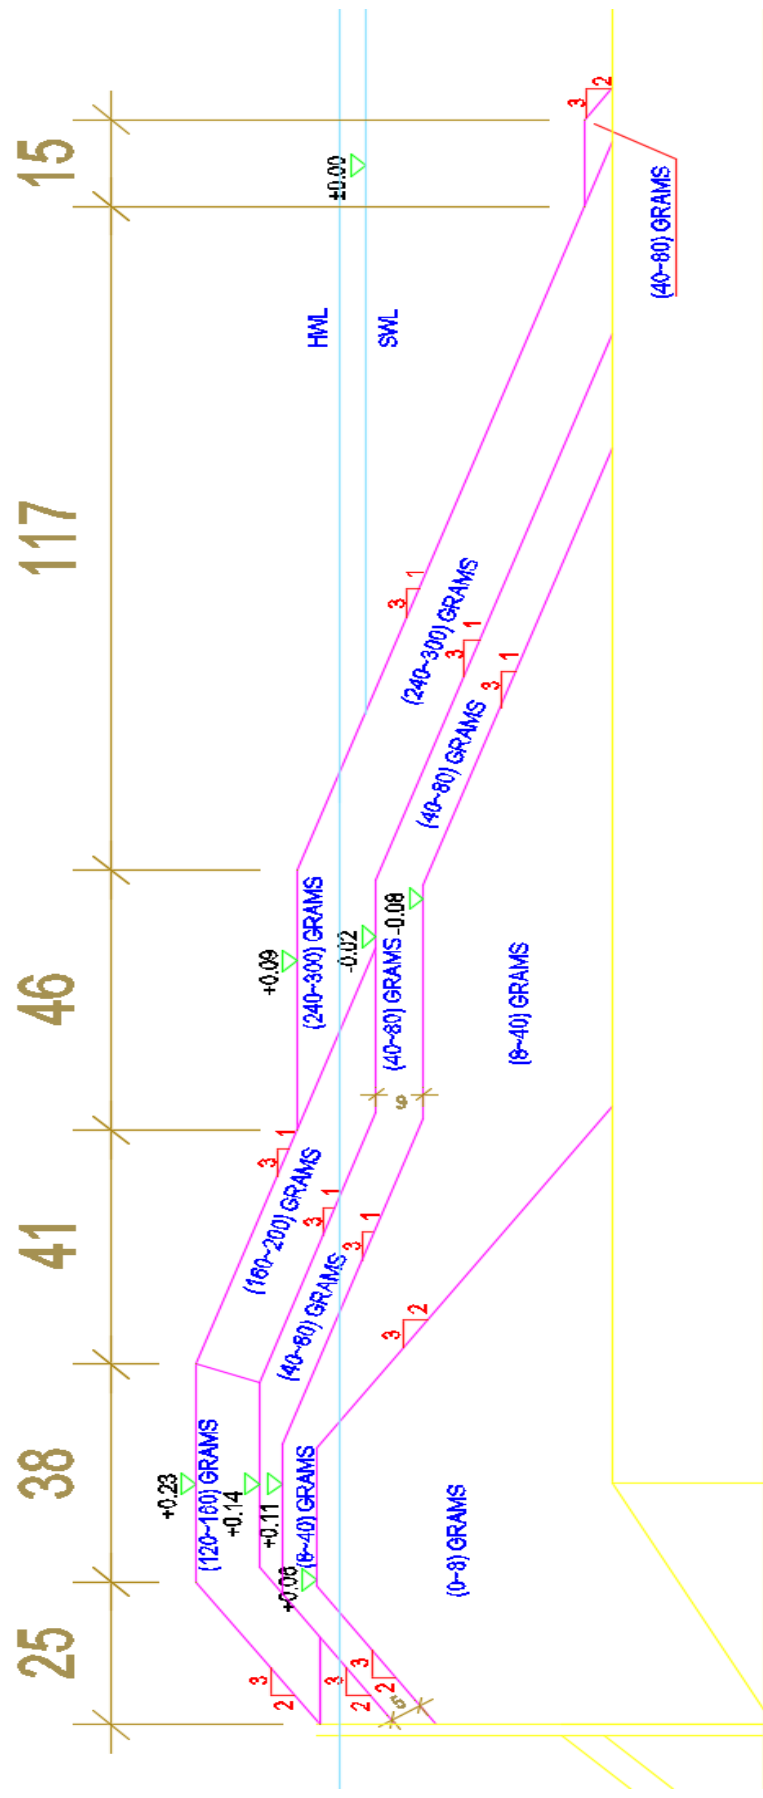 15
117
46
41
38
25
3
2
±0.00
(40~80) GRAMS
HWL
SWL
3
1
(240~300) GRAMS
3
1
3
1
(40~80) GRAMS
+0.09
(240~300) GRAMS
-0.02
-0.08
(40~80) GRAMS
(8~40) GRAMS
6
3
1
(160~200) GRAMS
3
1
3
1
(40~80) GRAMS
3
2
+0.23
(120~160) GRAMS
+0.14
+0.11
(8~40) GRAMS
+0.08
(0~8) GRAMS
3
2
3
2
3
2
5